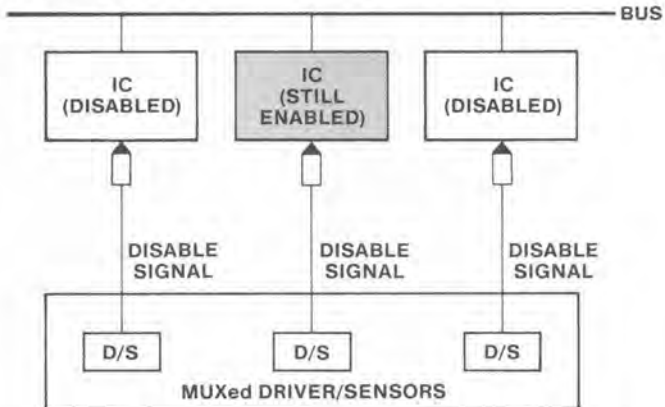 BUS
IC
(DISABLED)
IC
(STILL
ENABLED)
IC
(DISABLED)
DISABLE
SIGNAL
DISABLE
SIGNAL
DISABLE
SIGNAL
D/S
D/S
D/S
MUXed DRIVER/SENSORS